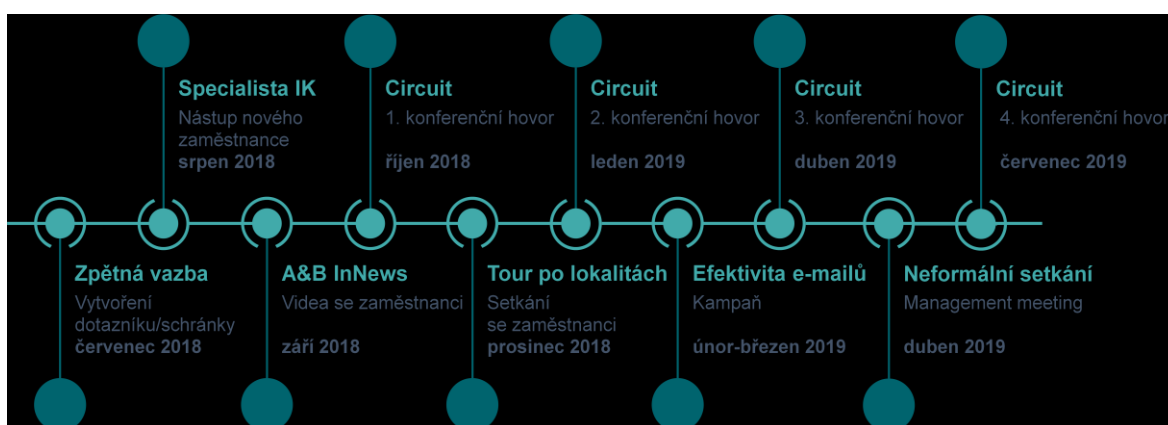 Specialista IK
Nástup nového
zaměstnance
srpen 2018
Circuit
1. konferenční hovor
říjen 2018
Circuit
2. konferenční hovor
leden 2019
Circuit
3. konferenční hovor
duben 2019
Circuit
4. konferenční hovor
červenec 2019
Zpětná vazba
Vytvoření
dotazníku/schránky
červenec 2018
A&B InNews
Videa se zaměstnanci
září 2018
Tour po lokalitách
Setkání
se zaměstnanci
prosinec 2018
Efektivita e-mailů
Kampaň
únor-březen 2019
Neformální setkání
Management meeting
duben 2019